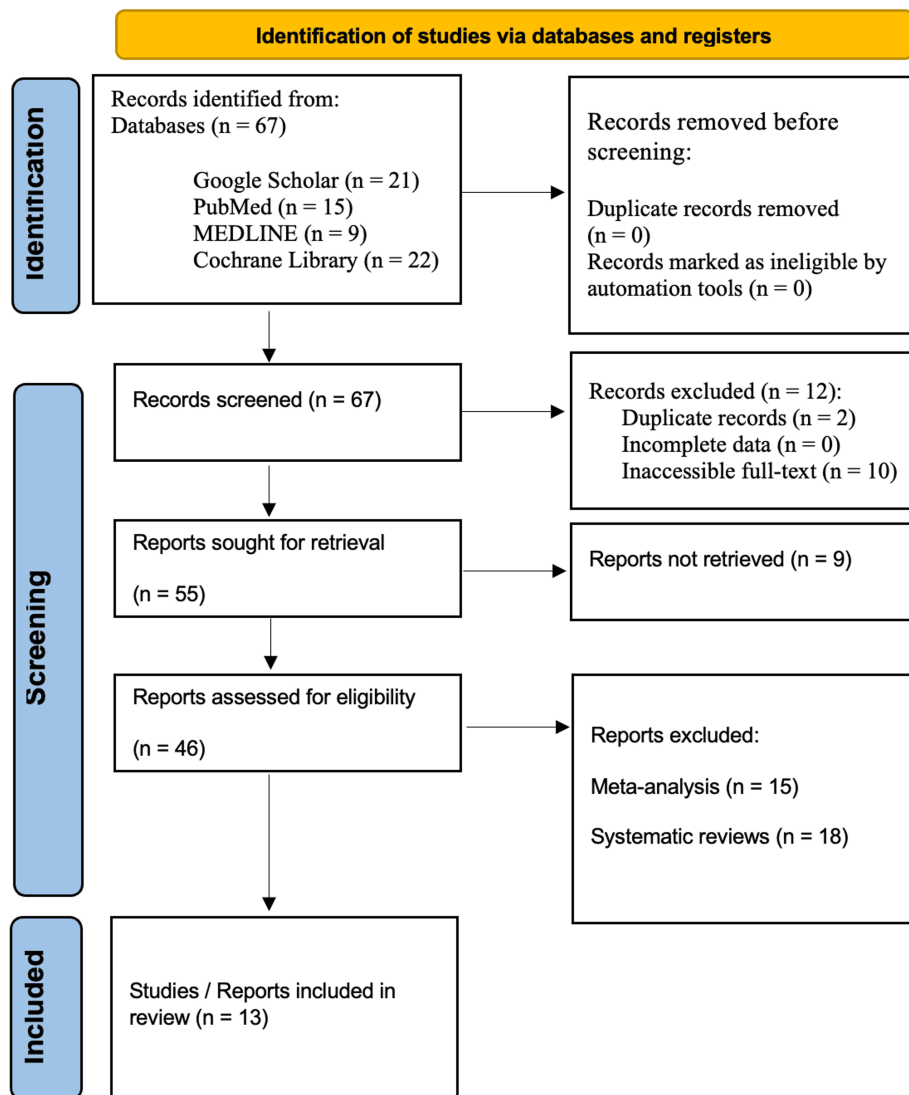 Identification of studies via databases and registers
Identification
Records identified from:
Databases (n = 67)
Google Scholar (n = 21)
PubMed (n = 15)
MEDLINE (n = 9)
Cochrane Library (n = 22)
Records removed before
screening:
Duplicate records removed
(n = 0)
Records marked as ineligible by
automation tools (n = 0)
Screening
Records screened (n = 67)
Records excluded (n = 12):
Duplicate records (n = 2)
Incomplete data (n = 0)
Inaccessible full-text (n = 10)
Reports sought for retrieval
(n = 55)
Reports not retrieved (n = 9)
Reports assessed for eligibility
(n = 46)
Reports excluded:
Meta-analysis (n = 15)
Systematic reviews (n = 18)
Included
Studies / Reports included in
review (n = 13)